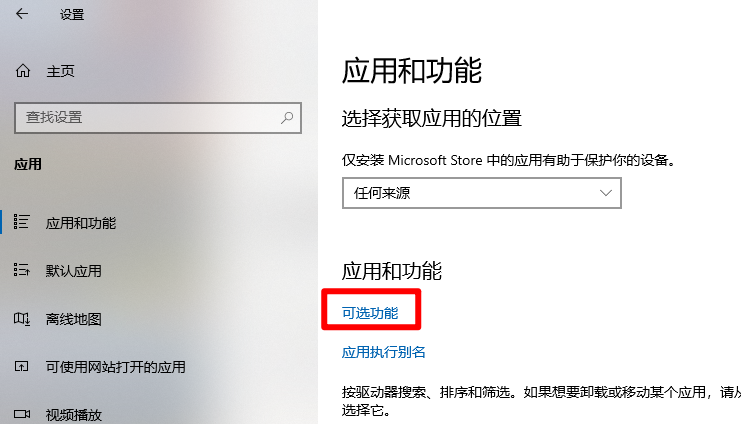 设置
主页
查找设置
应用
应用和功能
默认应用
离线地图
可使用网站打开的应用
视频播放
应用和功能
选择获取应用的位置
仅安装 Microsoft Store 中的应用有助于保护你的设备。
任何来源
应用和功能
可选功能
应用执行别名
按驱动器搜索、排序和筛选。如果想要卸载或移动某个应用，请从
选择它。